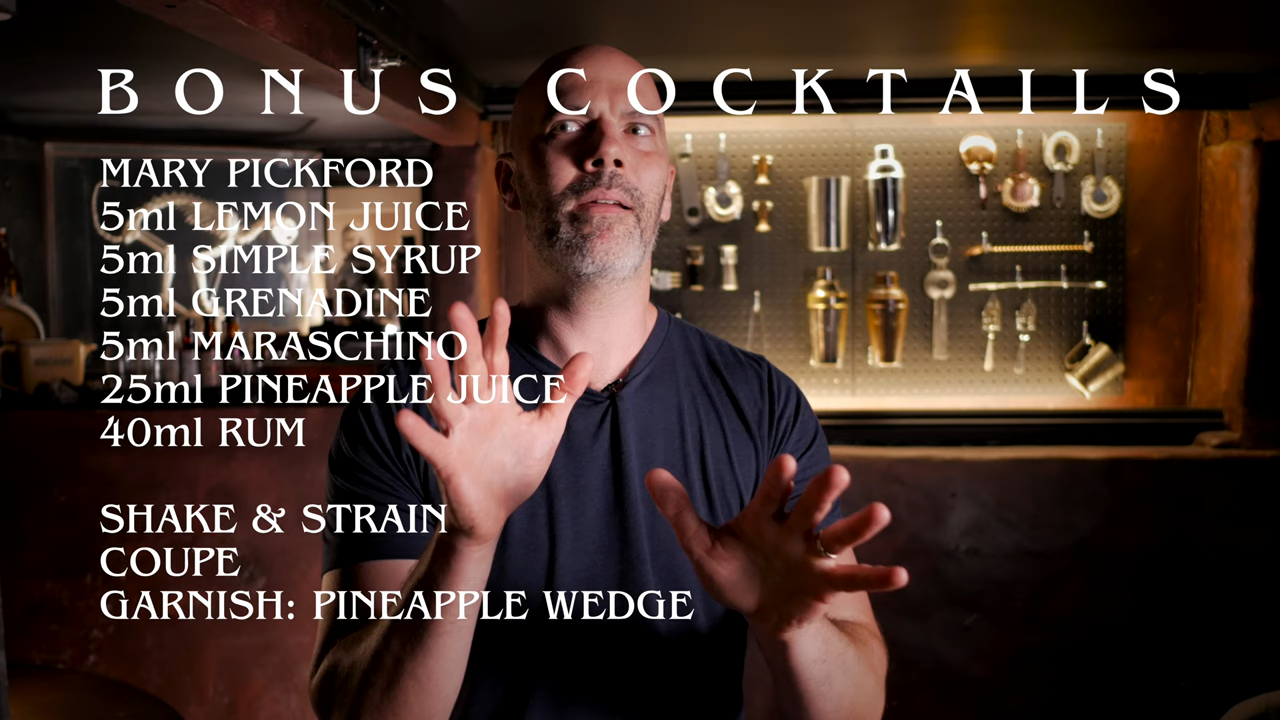 BONUS COCKTAILS
MARY PICKFORD
5ml LEMON JUICE
5ml SIMPLE SYRUP
5ml GRENADINE
5ml MARASCHINO
25ml PINEAPPLE JUICE
40ml RUM
SHAKE & STRAIN
COUPE
GARNISH: PINEAPPLE WEDGE